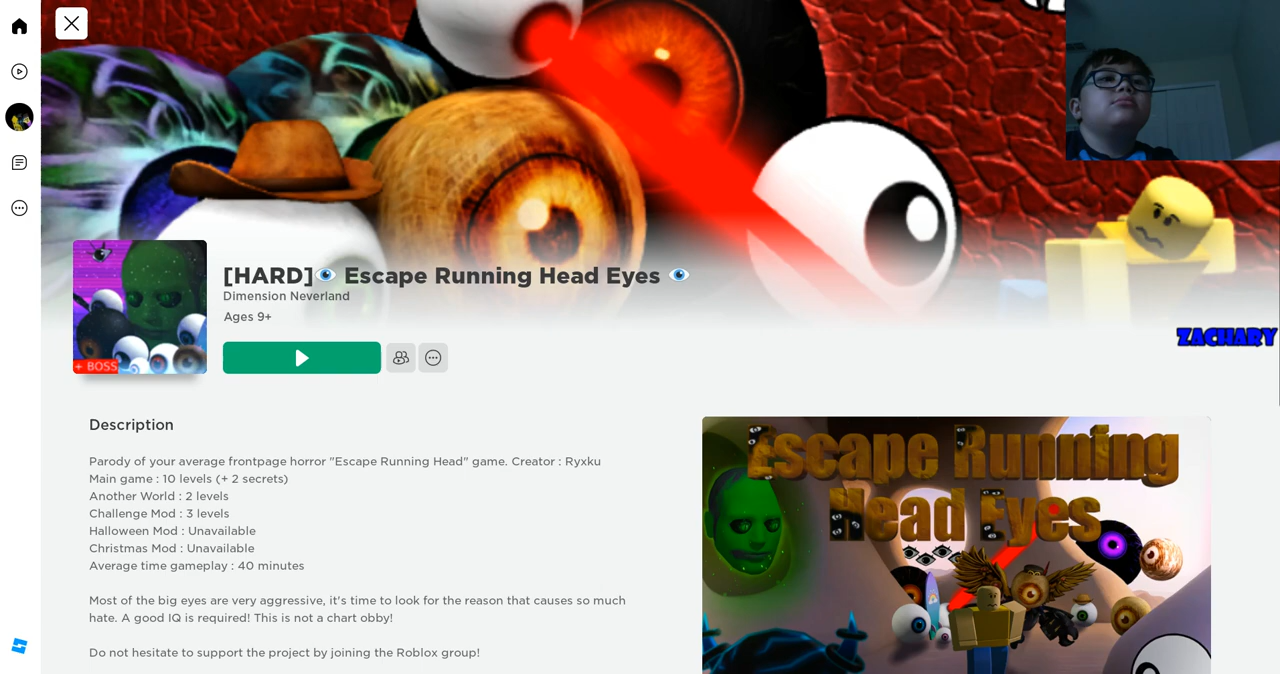 [HARD]👁️ Escape Running Head Eyes 👁️
Dimension Neverland
Ages 9+
ZACHARY
+ BOSS
Description
Parody of your average frontpage horror "Escape Running Head" game. Creator : Ryxku
Main game : 10 levels (+ 2 secrets)
Another World : 2 levels
Challenge Mod : 3 levels
Halloween Mod : Unavailable
Christmas Mod : Unavailable
Average time gameplay : 40 minutes
Most of the big eyes are very aggressive, it's time to look for the reason that causes so much
hate. A good IQ is required! This is not a chart obby!
Do not hesitate to support the project by joining the Roblox group!
Escape Running
Head Eyes